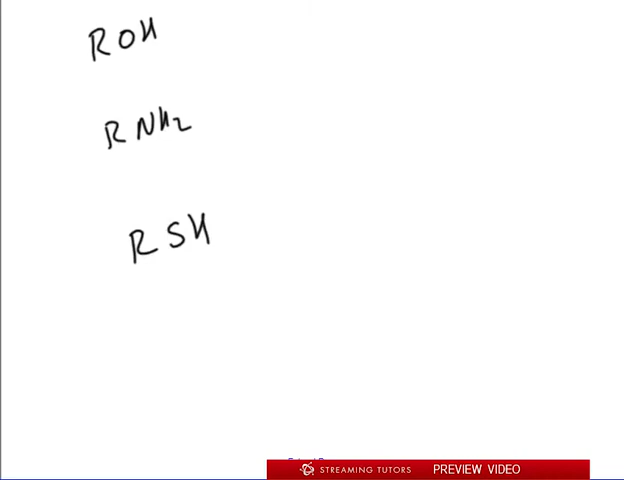 ROH
RNH2
RSH
STREAMING TUTORS PREVIEW VIDEO